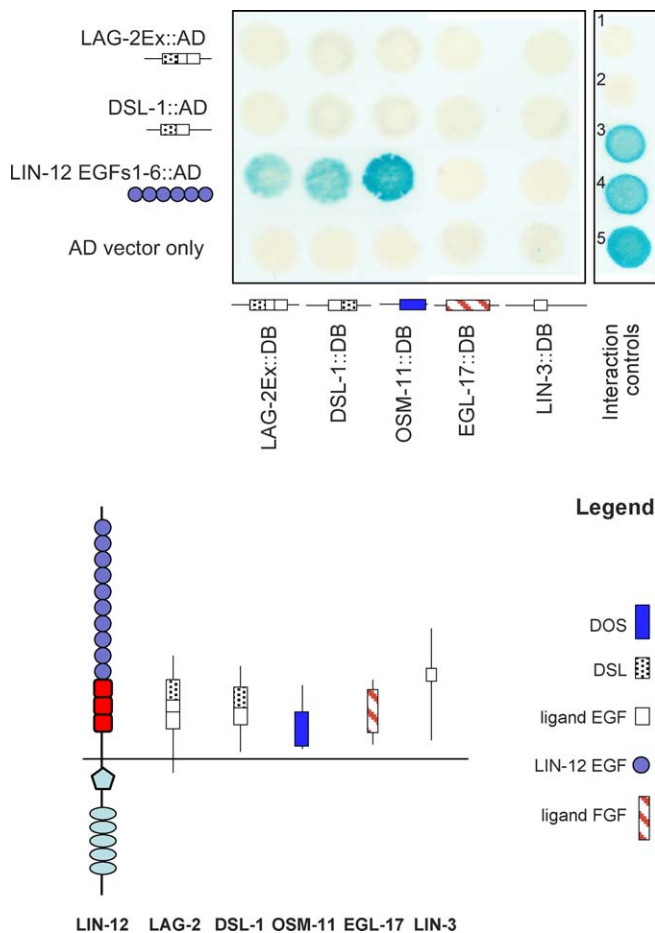 LAG-2Ex::AD
DSL-1::AD
LIN-12 EGFs1-6::AD
AD vector only
1
2
3
4
5
LAG-2Ex::DB
DSL-1::DB
OSM-11::DB
EGL-17::DB
LIN-3::DB
Interaction
controls
Legend
DOS
DSL
ligand EGF
LIN-12 EGF
ligand FGF
LIN-12 LAG-2 DSL-1 OSM-11 EGL-17 LIN-3